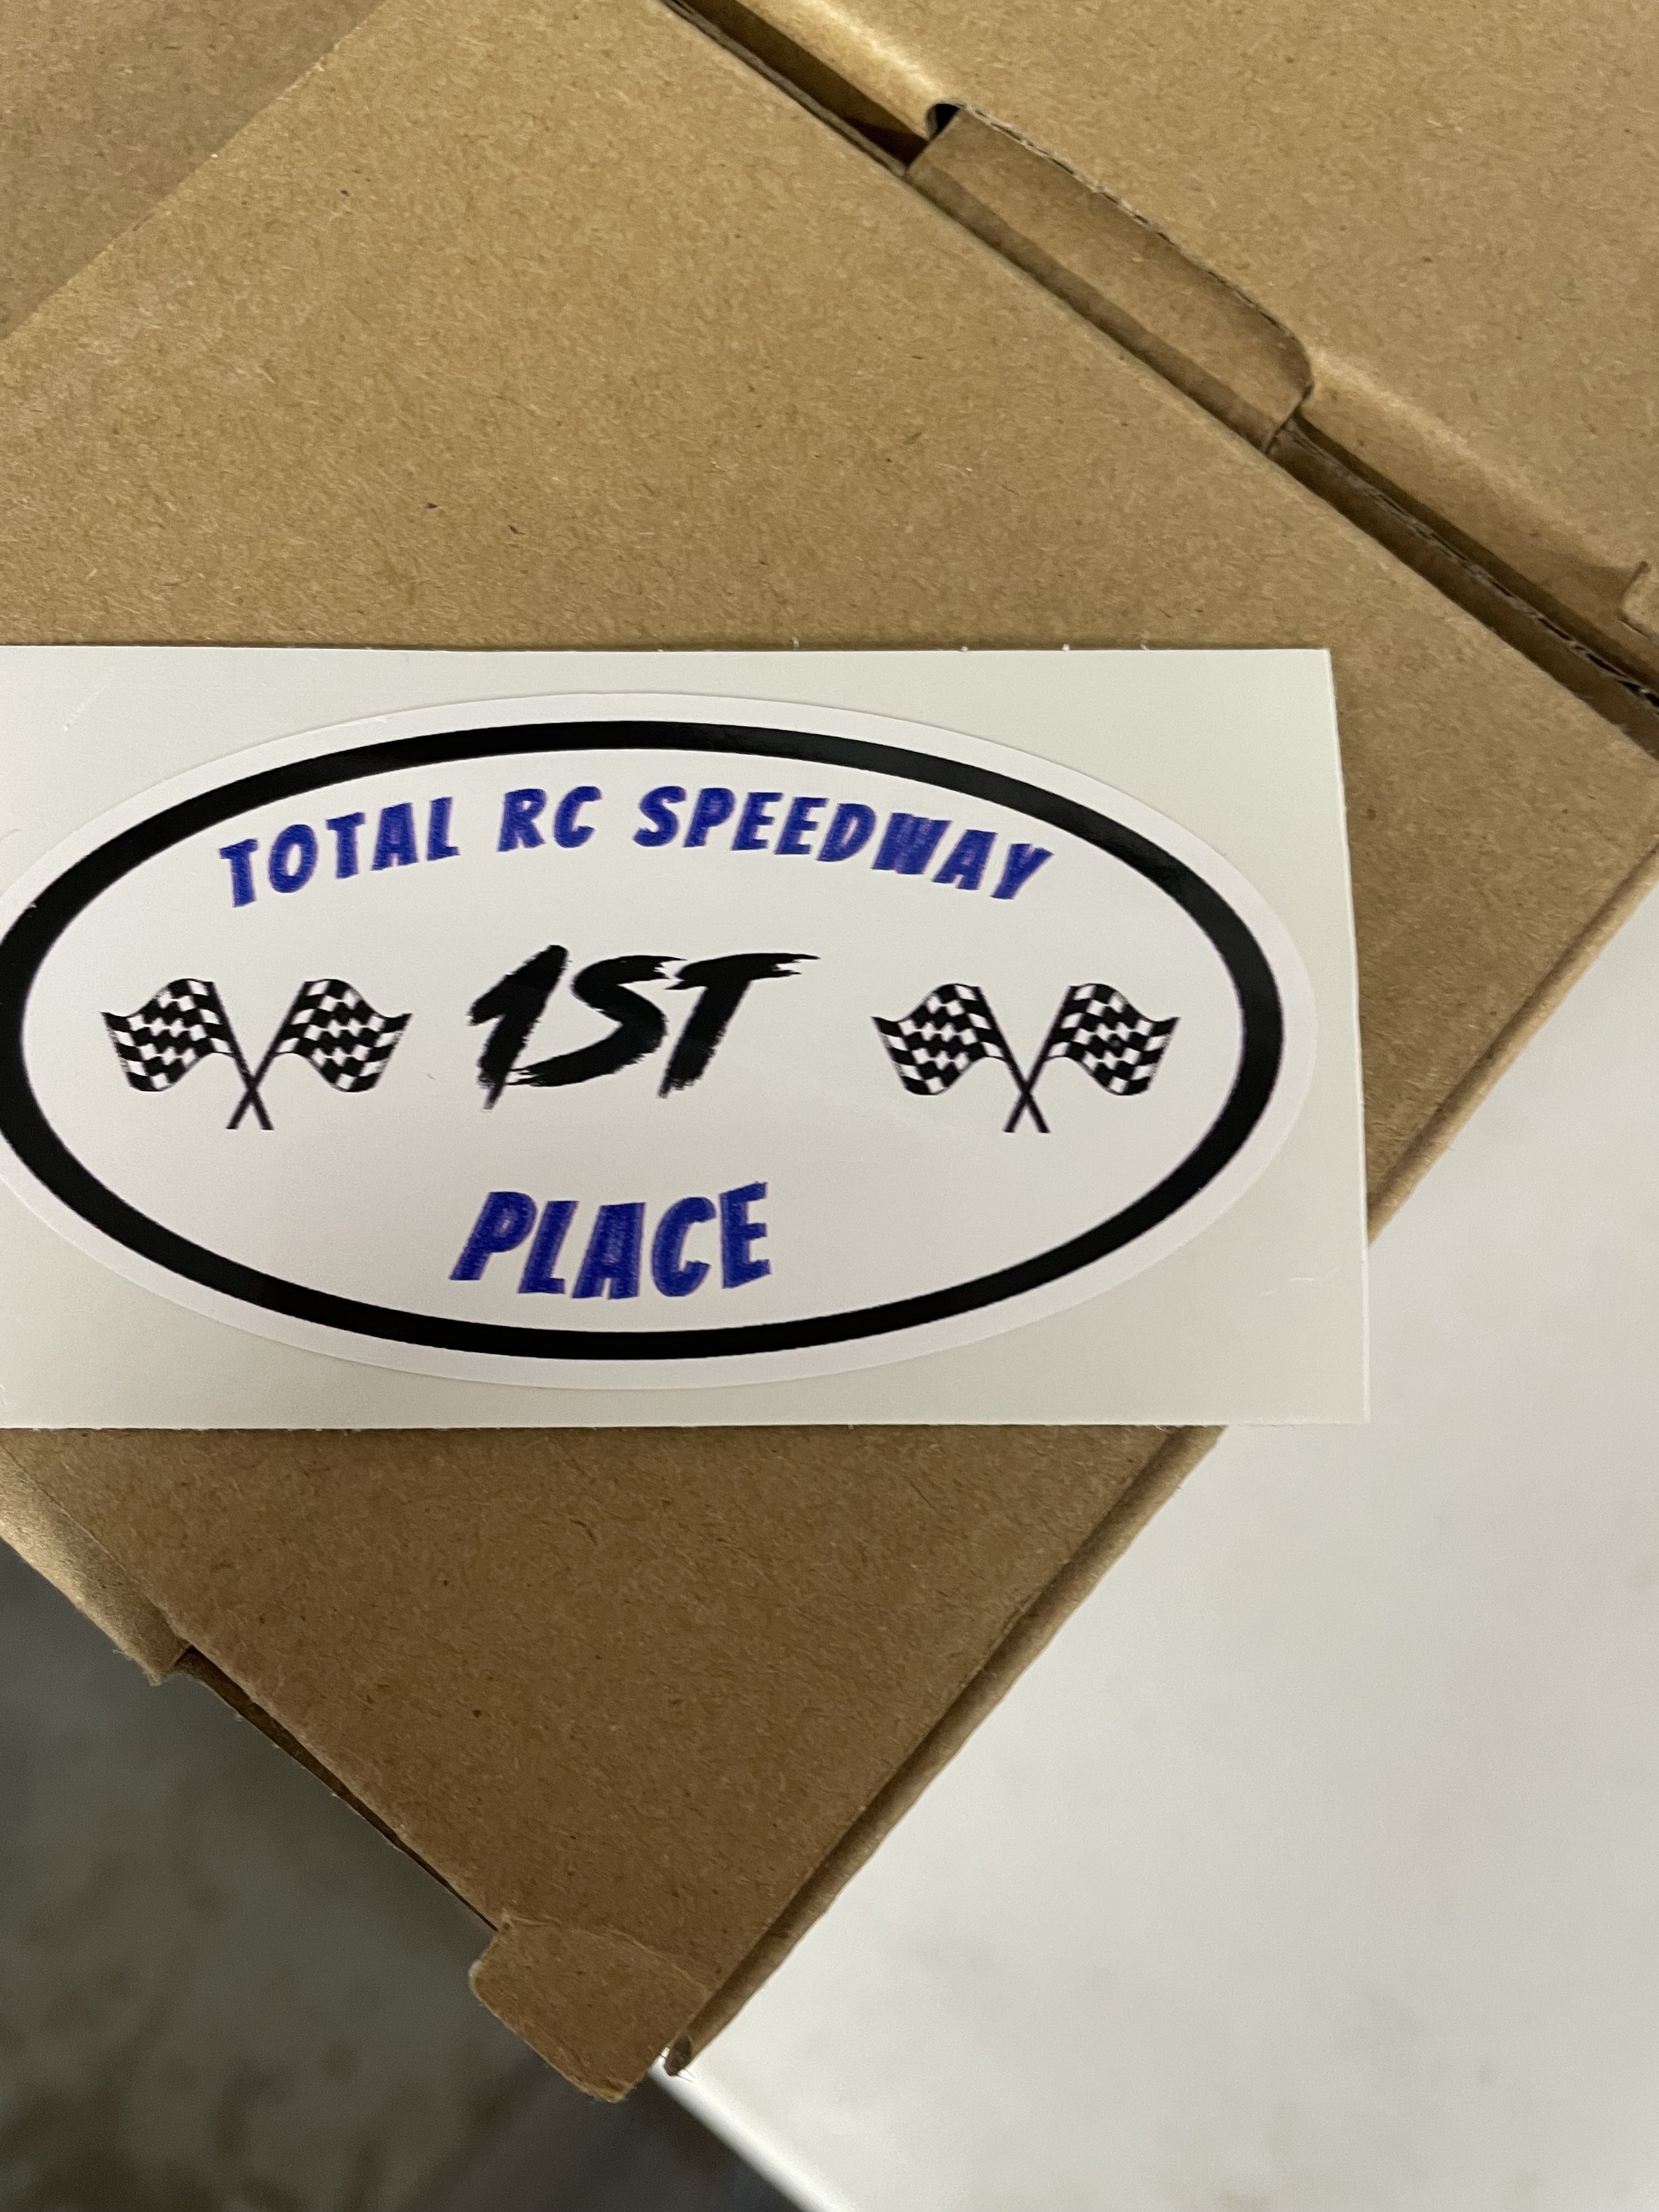 TOTAL RC SPEEDWAY
1ST
PLACE